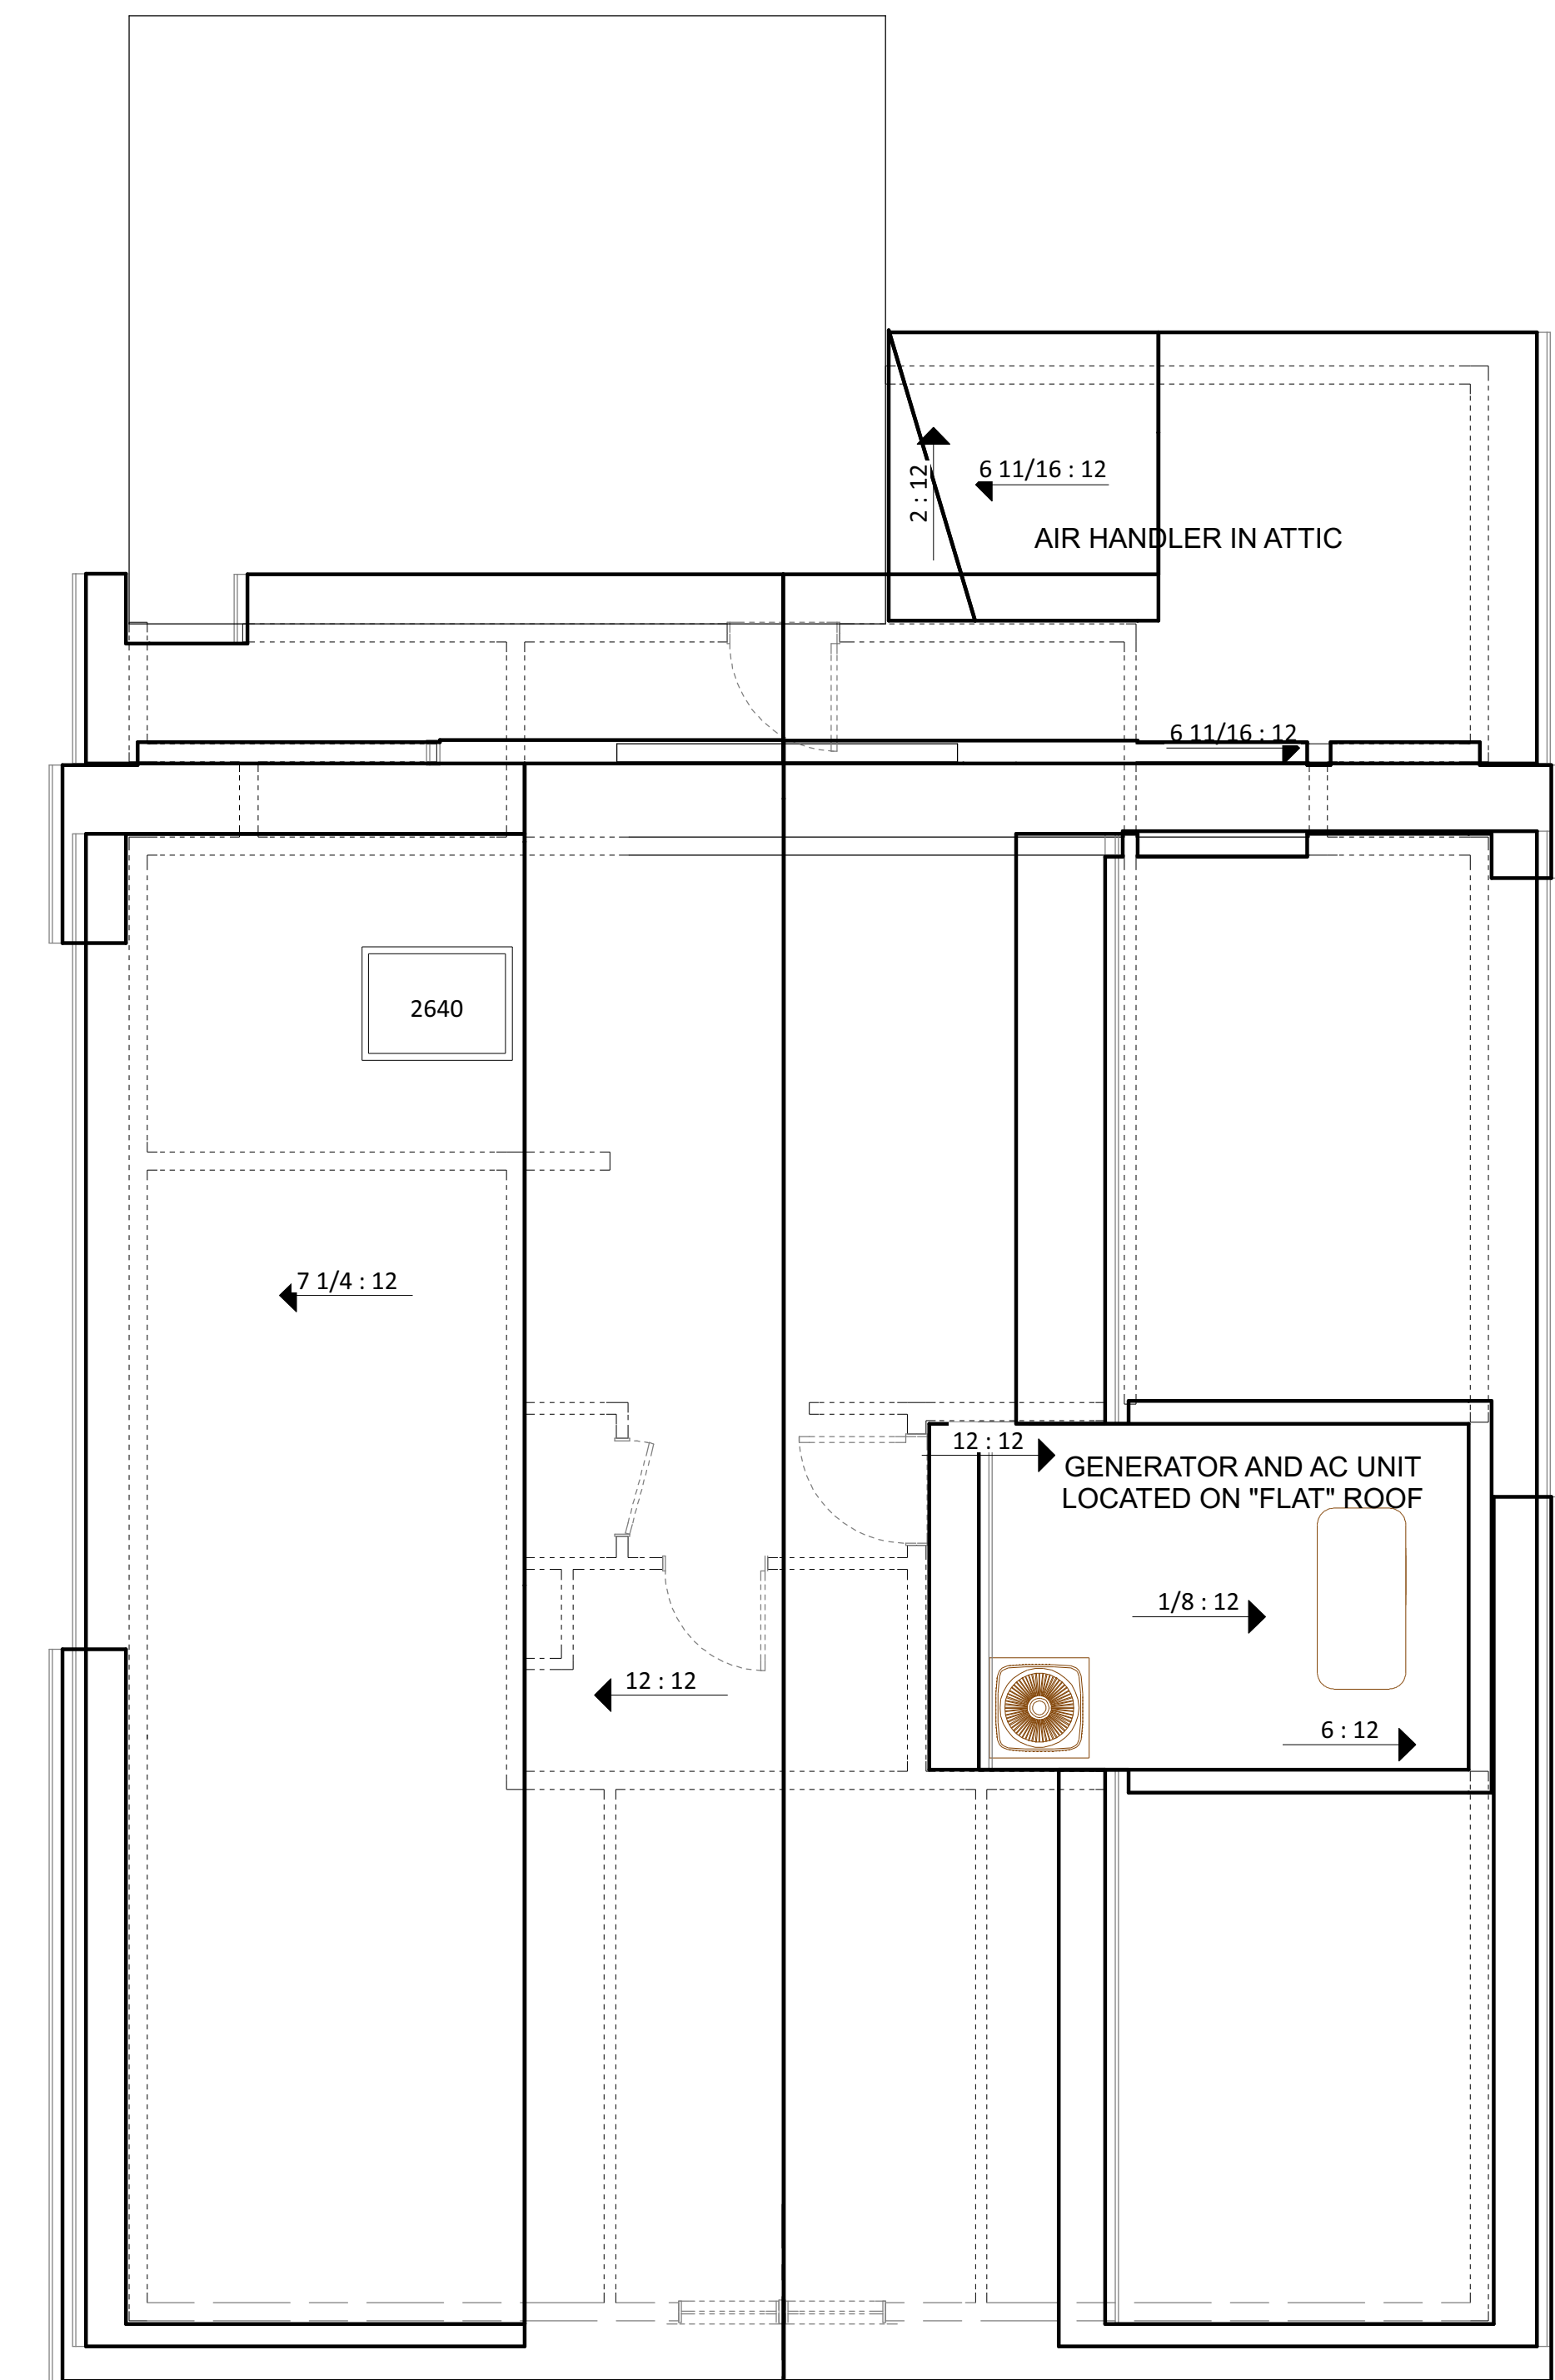 6 11/16 : 12
2 : 12
AIR HANDLER IN ATTIC
6 11/16 : 12
2640
7 1/4 : 12
12 : 12
GENERATOR AND AC UNIT
LOCATED ON "FLAT" ROOF
1/8 : 12
12 : 12
6 : 12